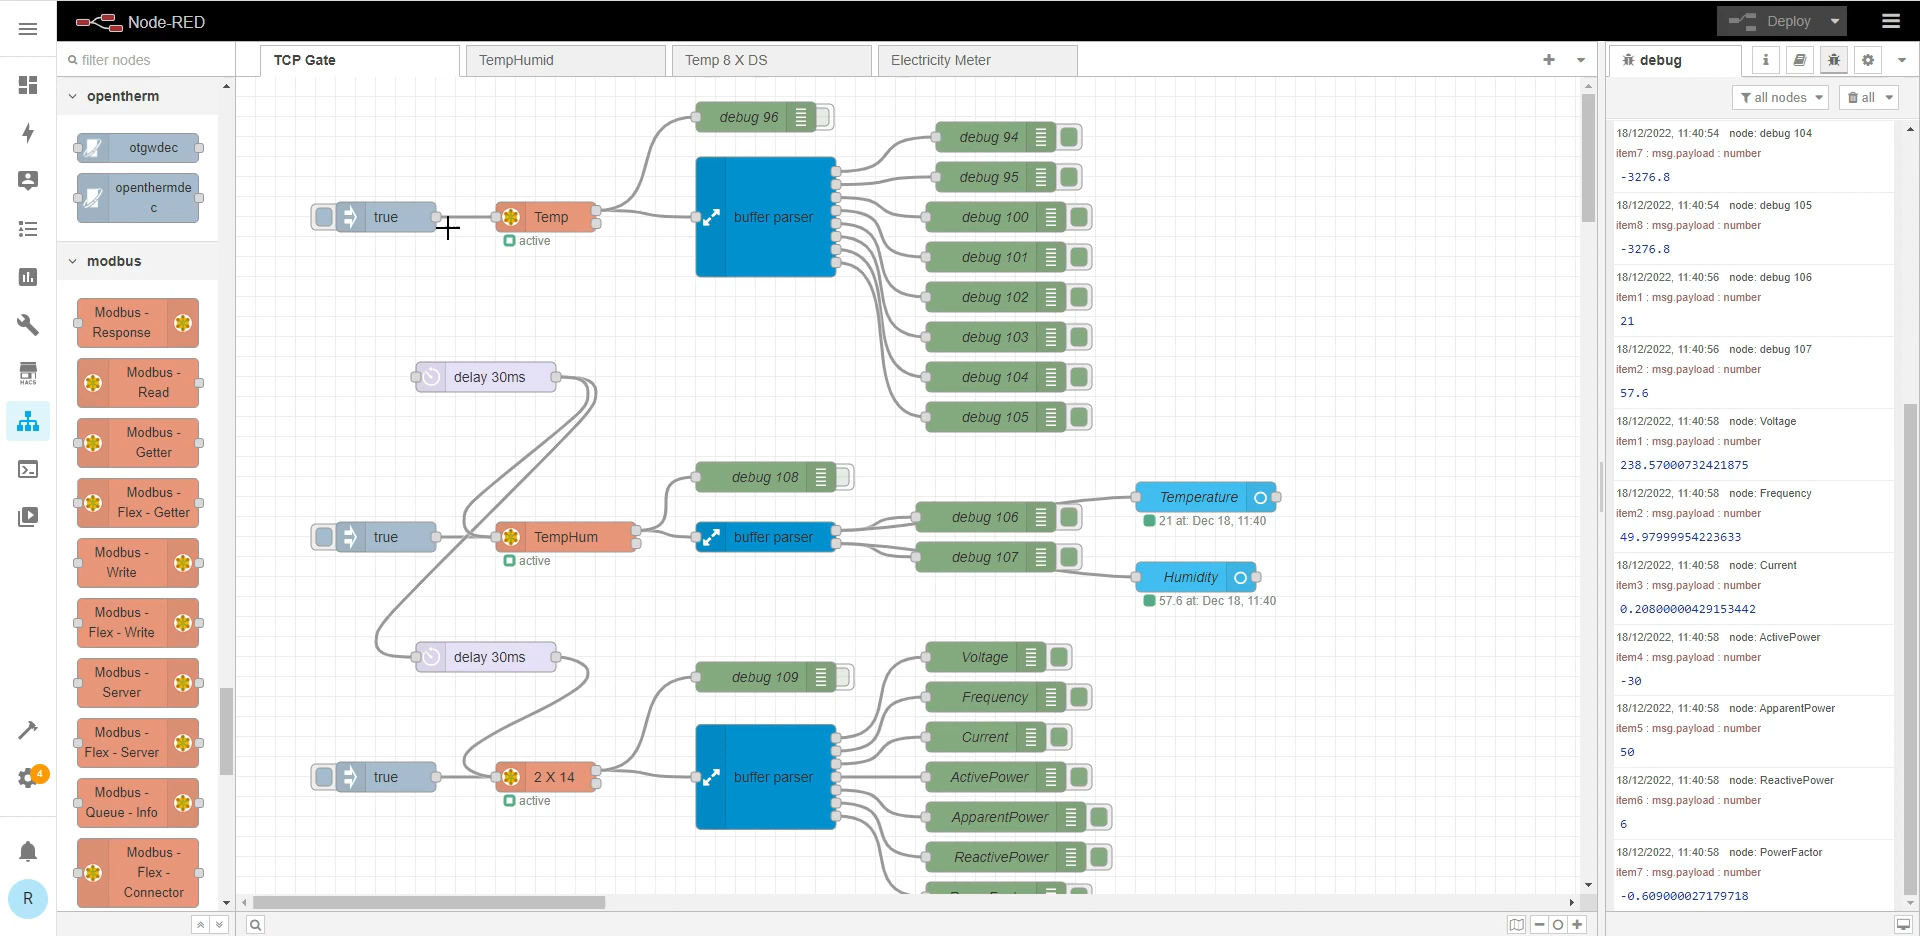 Node-RED
Deploy
filter nodes
TCP Gate
TempHumid
Temp 8 X DS
Electricity Meter
debug
all nodes
all
opentherm
otgwdec
openthermde
c
modbus
Modbus -
Response
Modbus -
Read
Modbus -
Getter
Modbus -
Flex - Getter
Modbus -
Write
Modbus -
Flex - Write
Modbus -
Server
Modbus -
Flex - Server
Modbus -
Queue - Info
Modbus -
Flex -
Connector
HACS
4
R
debug 96
debug 94
debug 95
true
Temp
active
buffer parser
debug 100
debug 101
debug 102
debug 103
debug 104
debug 105
delay 30ms
debug 108
true
TempHum
active
buffer parser
debug 106
debug 107
Temperature
21 at: Dec 18, 11:40
Humidity
57.6 at: Dec 18, 11:40
delay 30ms
debug 109
true
2 X 14
active
buffer parser
Voltage
Frequency
Current
ActivePower
ApparentPower
ReactivePower
18/12/2022, 11:40:54 node: debug 104
item7 : msg.payload : number
-3276.8
18/12/2022, 11:40:54 node: debug 105
item8 : msg.payload : number
-3276.8
18/12/2022, 11:40:56 node: debug 106
item1 : msg.payload : number
21
18/12/2022, 11:40:56 node: debug 107
item2 : msg.payload : number
57.6
18/12/2022, 11:40:58 node: Voltage
item1 : msg.payload : number
238.57000732421875
18/12/2022, 11:40:58 node: Frequency
item2 : msg.payload : number
49.97999954223633
18/12/2022, 11:40:58 node: Current
item3 : msg.payload : number
0.20800000429153442
18/12/2022, 11:40:58 node: ActivePower
item4 : msg.payload : number
-30
18/12/2022, 11:40:58 node: ApparentPower
item5 : msg.payload : number
50
18/12/2022, 11:40:58 node: ReactivePower
item6 : msg.payload : number
6
18/12/2022, 11:40:58 node: PowerFactor
item7 : msg.payload : number
-0.609000027179718